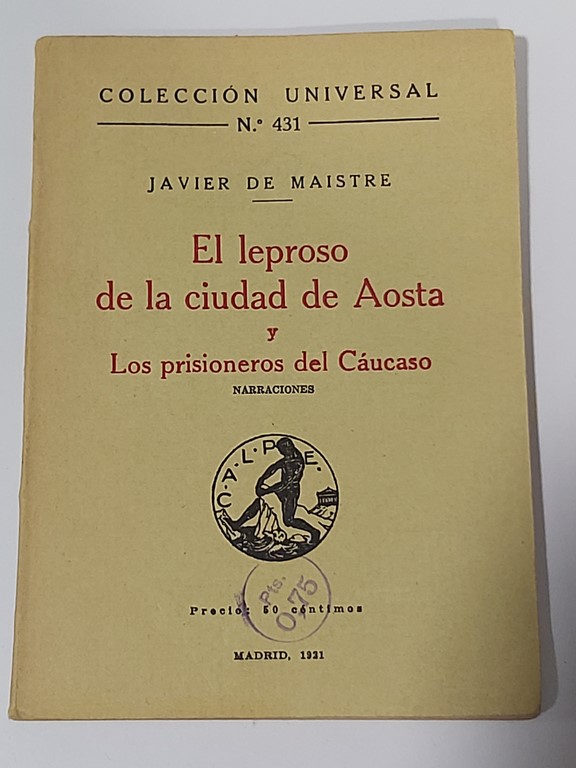 COLECCIÓN UNIVERSAL
N.º 431
JAVIER DE MAISTRE
El leproso
de la ciudad de Aosta
y
Los prisioneros del Cáucaso
NARRACIONES
C·A·L·P·E·
Pts.
0,75
Precio: 50 céntimos
MADRID, 1921